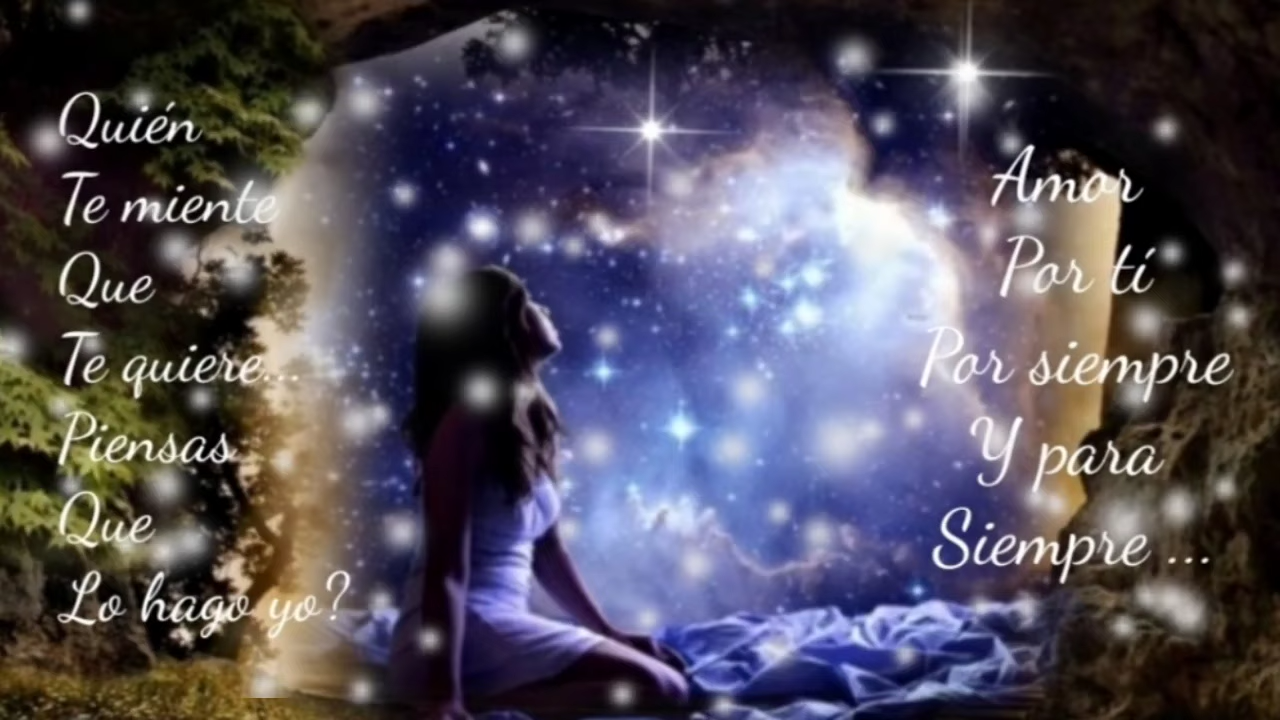 Quién
Te miente
Que
Te quiere...
Piensas
Que
Lo hago yo?
Amor
Por tí
Por siempre
Y para
Siempre ...